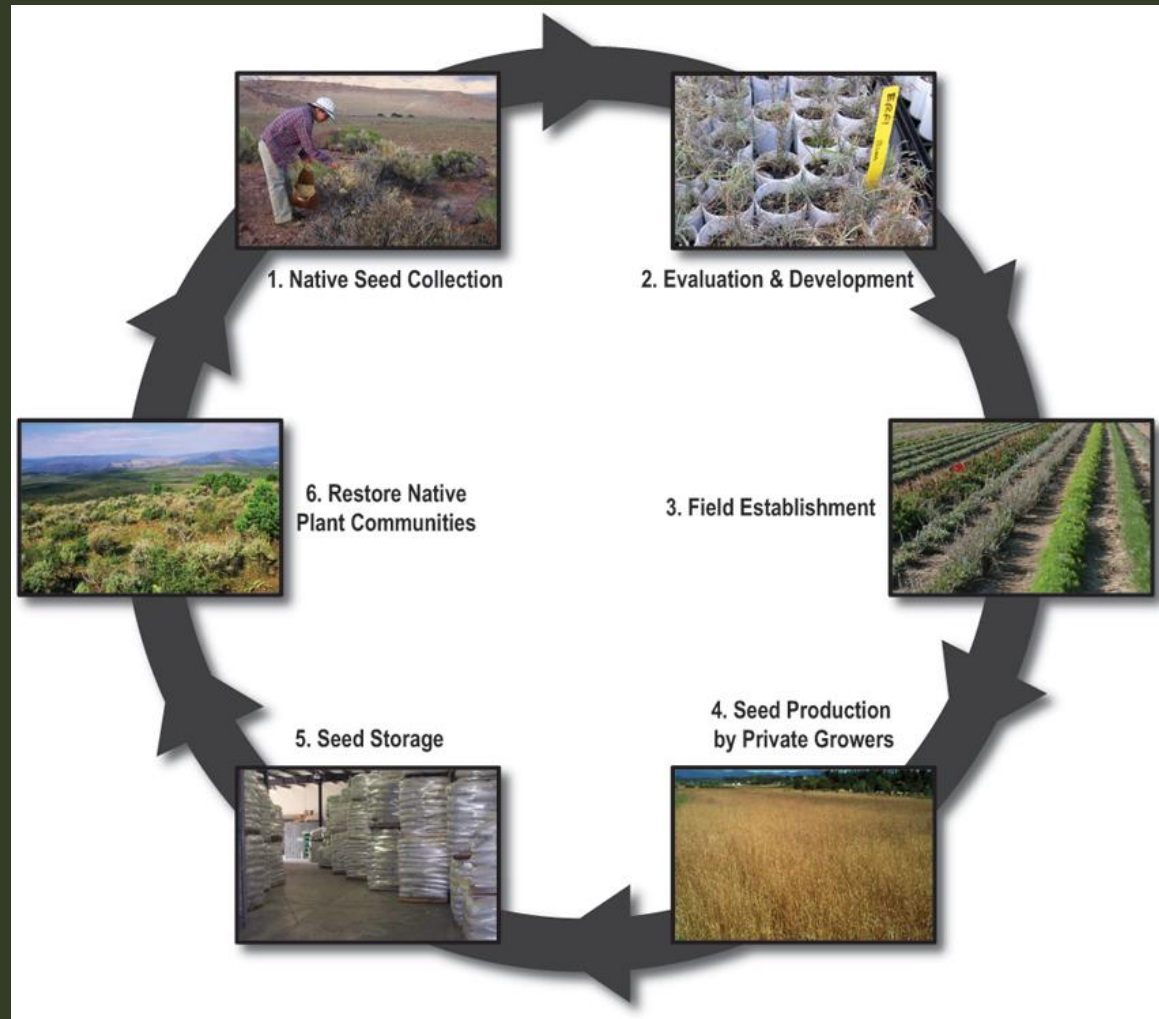 1. Native Seed Collection
2. Evaluation & Development
3. Field Establishment
4. Seed Production
by Private Growers
5. Seed Storage
6. Restore Native
Plant Communities